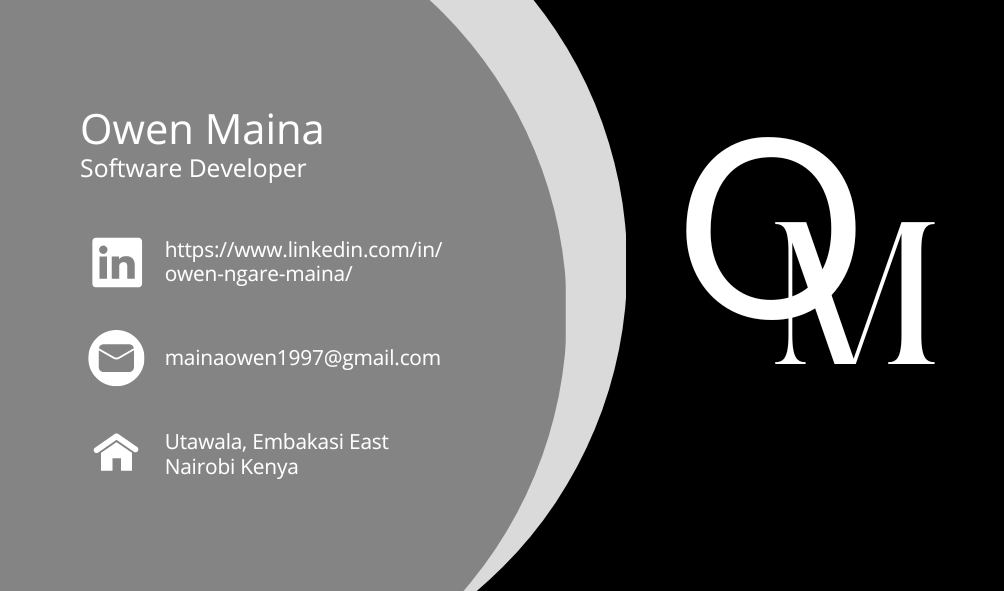 Owen Maina
Software Developer
https://www.linkedin.com/in/
owen-ngare-maina/
mainaowen1997@gmail.com
Utawala, Embakasi East
Nairobi Kenya
in
OM